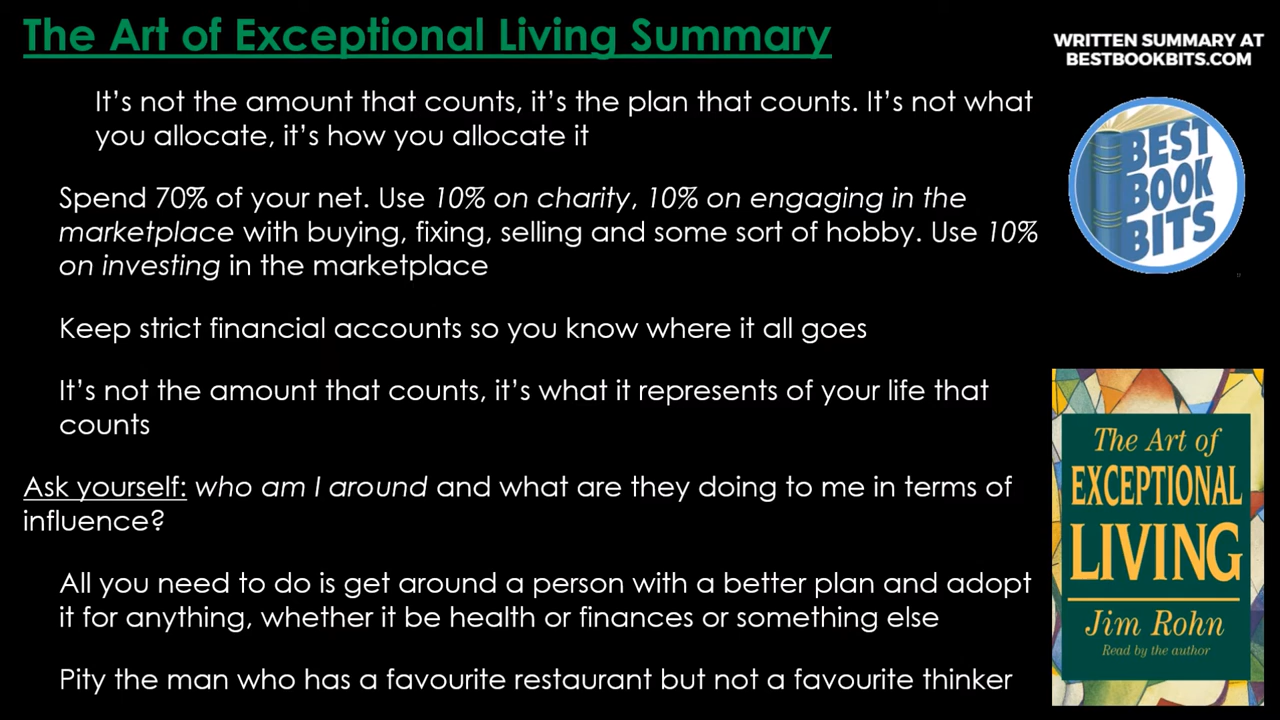 The Art of Exceptional Living Summary
WRITTEN SUMMARY AT
BESTBOOKBITS.COM
It's not the amount that counts, it's the plan that counts. It's not what
you allocate, it's how you allocate it
Spend 70% of your net. Use 10% on charity, 10% on engaging in the
marketplace with buying, fixing, selling and some sort of hobby. Use 10%
on investing in the marketplace
Keep strict financial accounts so you know where it all goes
It's not the amount that counts, it's what it represents of your life that
counts
Ask yourself: who am I around and what are they doing to me in terms of
influence?
All you need to do is get around a person with a better plan and adopt
it for anything, whether it be health or finances or something else
Pity the man who has a favourite restaurant but not a favourite thinker
BEST
BOOK
BITS
The Art of
EXCEPTIONAL
LIVING
Jim Rohn
Read by the author